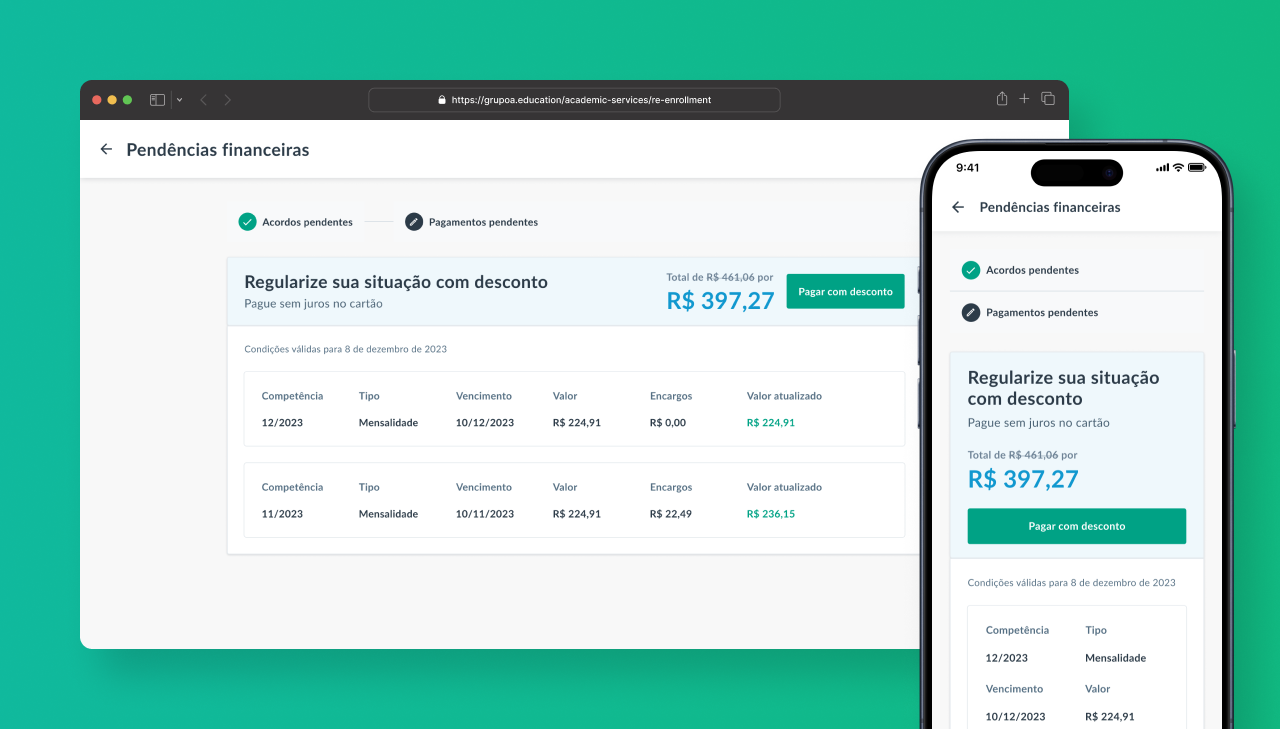 https://grupoa.education/academic-services/re-enrollment
Pendências financeiras
Acordos pendentes
Pagamentos pendentes
Regularize sua situação com desconto
Pague sem juros no cartão
Total de R$ 461,06 por
R$ 397,27
Pagar com desconto
Condições válidas para 8 de dezembro de 2023
Competência Tipo Vencimento Valor Encargos Valor atualizado
12/2023 Mensalidade 10/12/2023 R$ 224,91 R$ 0,00 R$ 224,91
Competência Tipo Vencimento Valor Encargos Valor atualizado
11/2023 Mensalidade 10/11/2023 R$ 224,91 R$ 22,49 R$ 236,15
9:41
Pendências financeiras
Acordos pendentes
Pagamentos pendentes
Regularize sua situação
com desconto
Pague sem juros no cartão
Total de R$ 461,06 por
R$ 397,27
Pagar com desconto
Condições válidas para 8 de dezembro de 2023
Competência Tipo
12/2023 Mensalidade
Vencimento Valor
10/12/2023 R$ 224,91